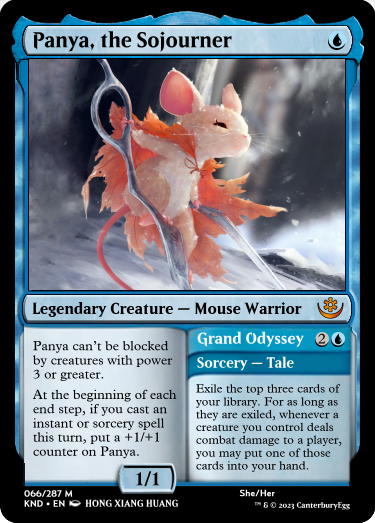 Panya, the Sojourner
Legendary Creature — Mouse Warrior
Panya can't be blocked
by creatures with power
3 or greater.
At the beginning of each
end step, if you cast an
instant or sorcery spell
this turn, put a +1/+1
counter on Panya.
Grand Odyssey 2
Sorcery — Tale
Exile the top three cards of
your library. For as long as
they are exiled, whenever a
creature you control deals
combat damage to a player,
you may put one of those
cards into your hand.
1/1
066/287 M
KND • EN HONG XIANG HUANG
She/Her
™ & © 2023 CanterburyEgg